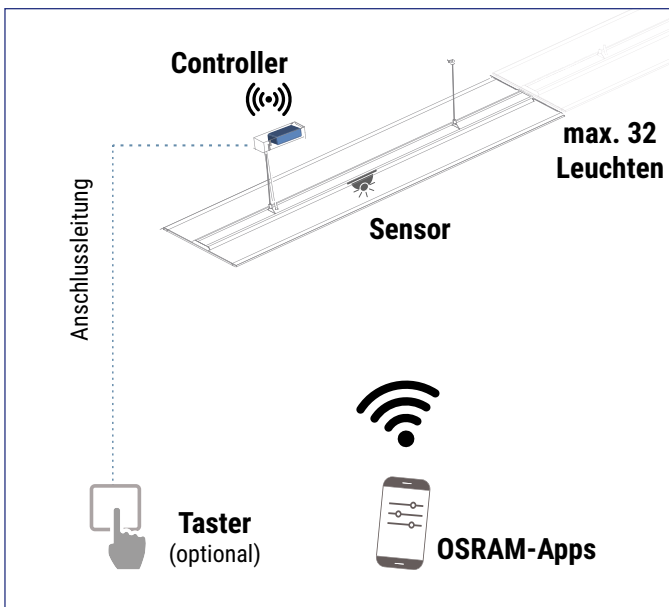 Controller
max. 32
Leuchten
Sensor
Anschlussleitung
Taster
(optional)
OSRAM-Apps